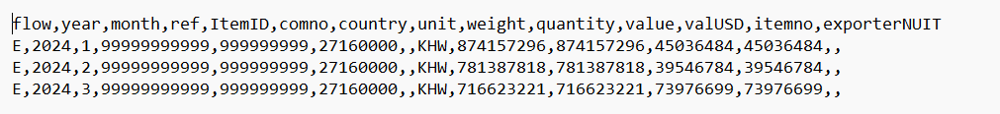 flow,year,month,ref,ItemID,comno,country,unit,weight,quantity,value,valUSD,itemno,exporterNUIT
E,2024,1,99999999999,999999999,27160000,,KHW,874157296,874157296,45036484,45036484,,
E,2024,2,99999999999,999999999,27160000,,KHW,781387818,781387818,39546784,39546784,,
E,2024,3,99999999999,999999999,27160000,,KHW,716623221,716623221,73976699,73976699,,